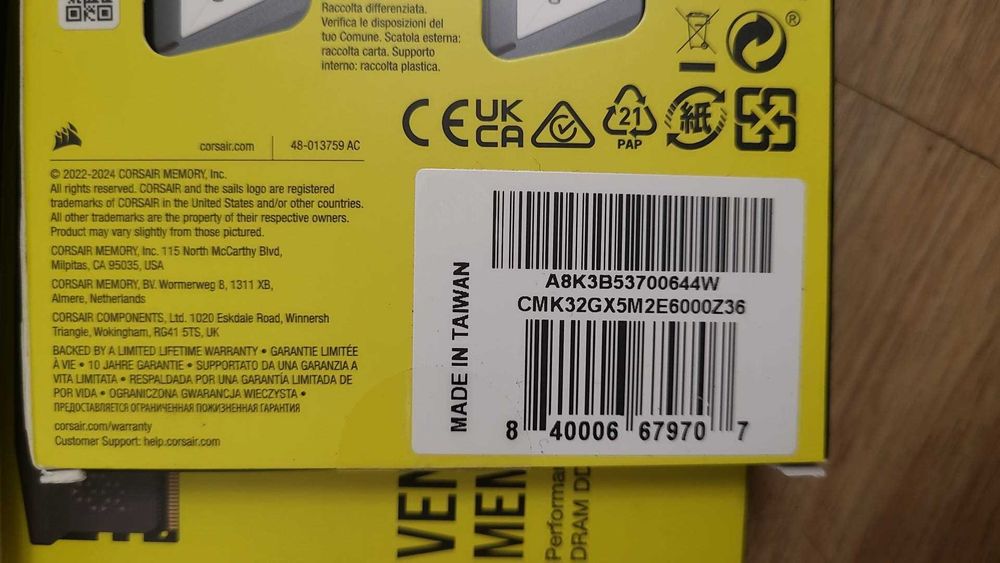 Raccolta differenziata.
Verifica le disposizioni del
tuo Comune. Scatola esterna:
raccolta carta. Supporto
interno: raccolta plastica.
CE UK CA
21
PAP
紙
corsair.com
48-013759 AC
© 2022-2024 CORSAIR MEMORY, Inc.
All rights reserved. CORSAIR and the sails logo are registered
trademarks of CORSAIR in the United States and/or other countries.
All other trademarks are the property of their respective owners.
Product may vary slightly from those pictured.
CORSAIR MEMORY, Inc. 115 North McCarthy Blvd,
Milpitas, CA 95035, USA
CORSAIR MEMORY, BV. Wormerweg 8, 1311 XB,
Almere, Netherlands
CORSAIR COMPONENTS, Ltd. 1020 Eskdale Road, Winnersh
Triangle, Wokingham, RG41 5TS, UK
BACKED BY A LIMITED LIFETIME WARRANTY • GARANTIE LIMITÉE
À VIE • 10 JAHRE GARANTIE • SUPPORTATO DA UNA GARANZIA A
VITA LIMITATA • RESPALDADA POR UNA GARANTÍA LIMITADA DE
POR VIDA • OGRANICZONA GWARANCJA WIECZYSTA •
ПРЕДОСТАВЛЯЕТСЯ ОГРАНИЧЕННАЯ ПОЖИЗНЕННАЯ ГАРАНТИЯ
corsair.com/warranty
Customer Support: help.corsair.com
MADE IN TAIWAN
A8K3B53700644W
CMK32GX5M2E6000Z36
8 40006 67970 7
VEN
MEN
Performa
DRAM DD